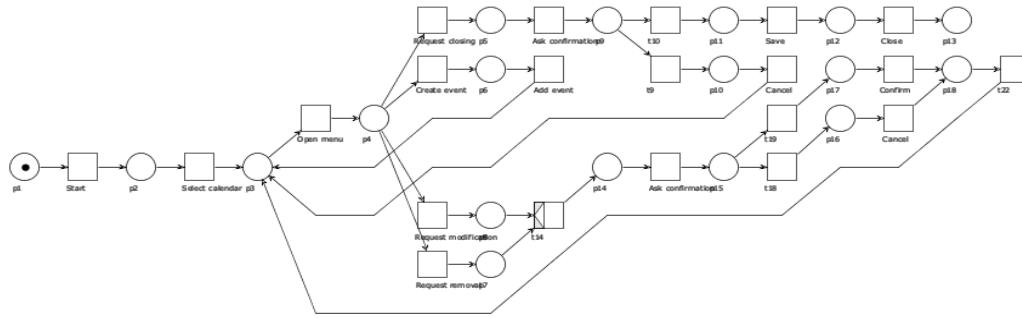 Request closing p5 Ask confirmation p9 t10 p11 Save p12 Close p13
Create event p6 Add event t9 p10 Cancel p17 Confirm p18 t22
Open menu p4 t19 p16 Cancel
p1 Start p2 Select calendar p3 p14 Ask confirmation p15 t18
Request modification t14
Request removal p7